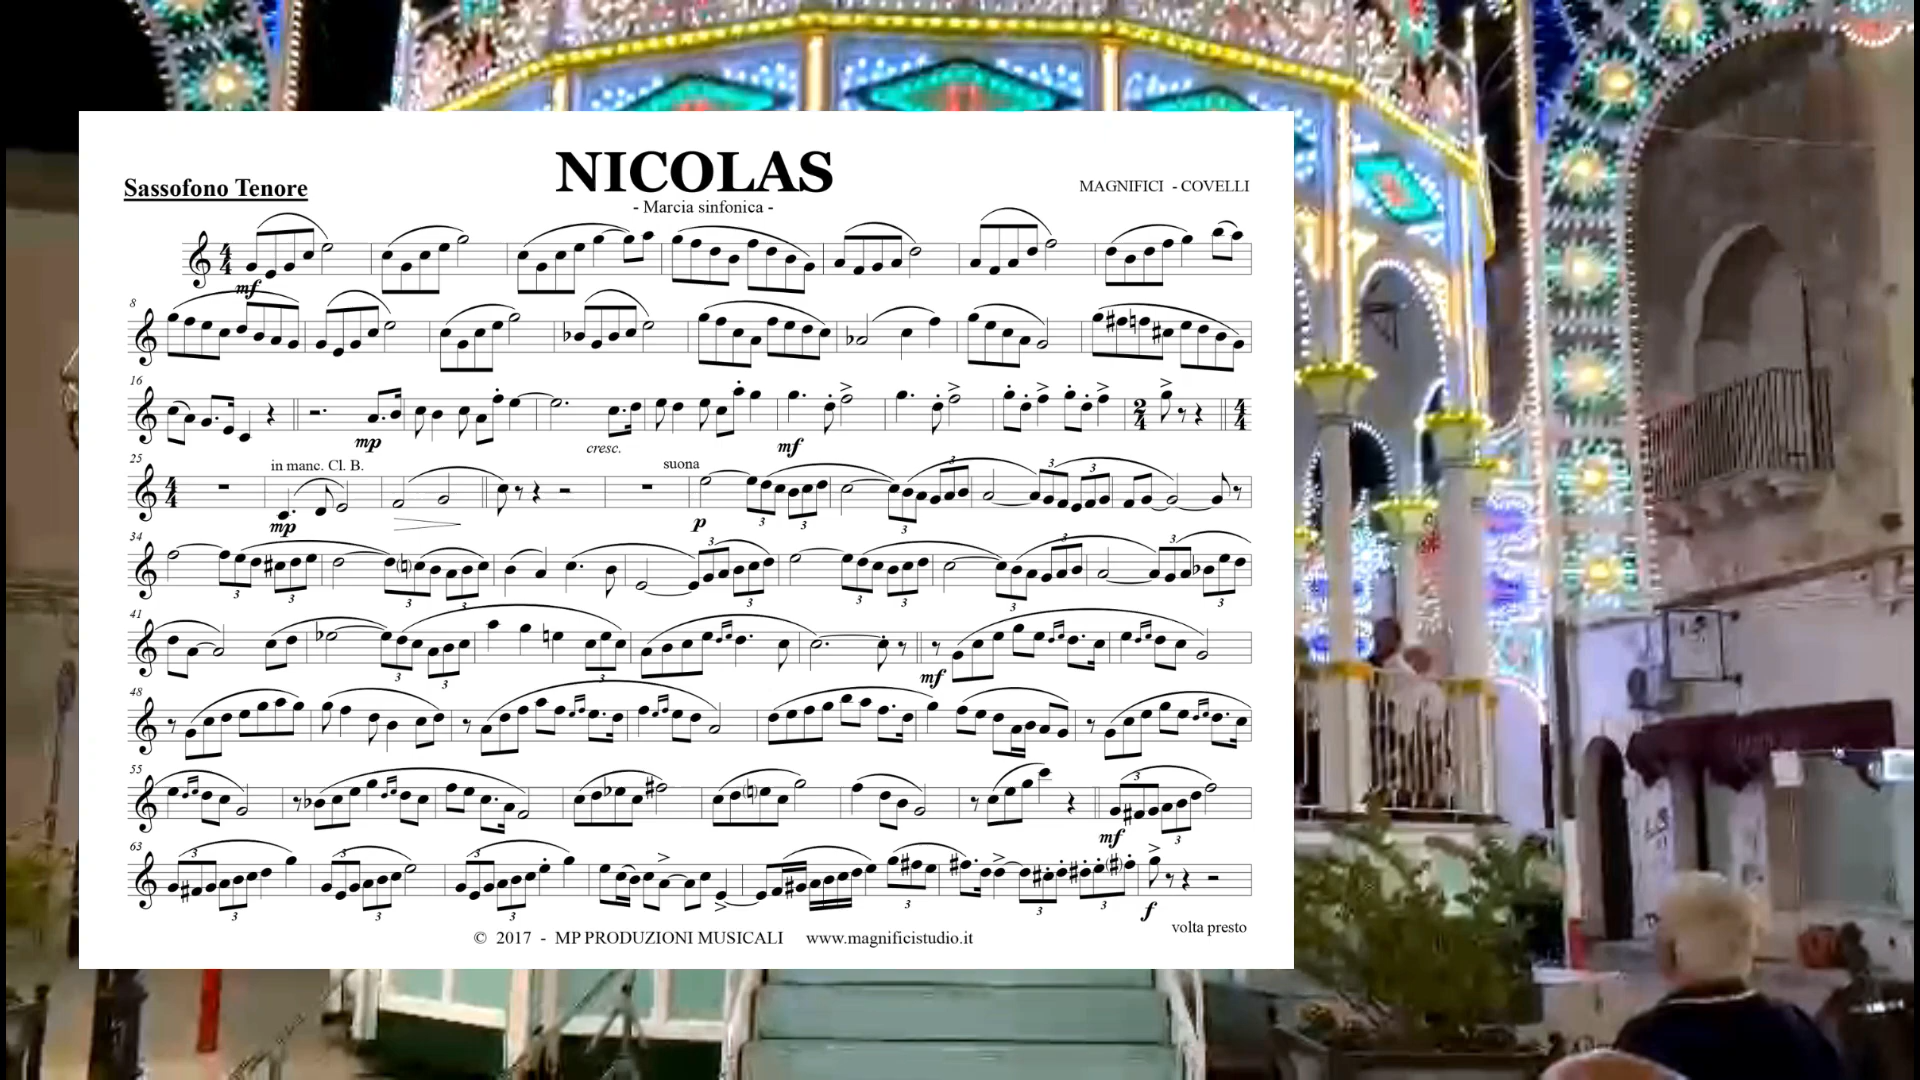 NICOLAS
Sassofono Tenore
MAGNIFICI - COVELLI
- Marcia sinfonica -
mf
8
16
mp
cresc.
mf
25
in manc. Cl. B.
suona
mp
p
34
41
mf
48
55
mf
63
f
volta presto
© 2017 - MP PRODUZIONI MUSICALI www.magnificistudio.it